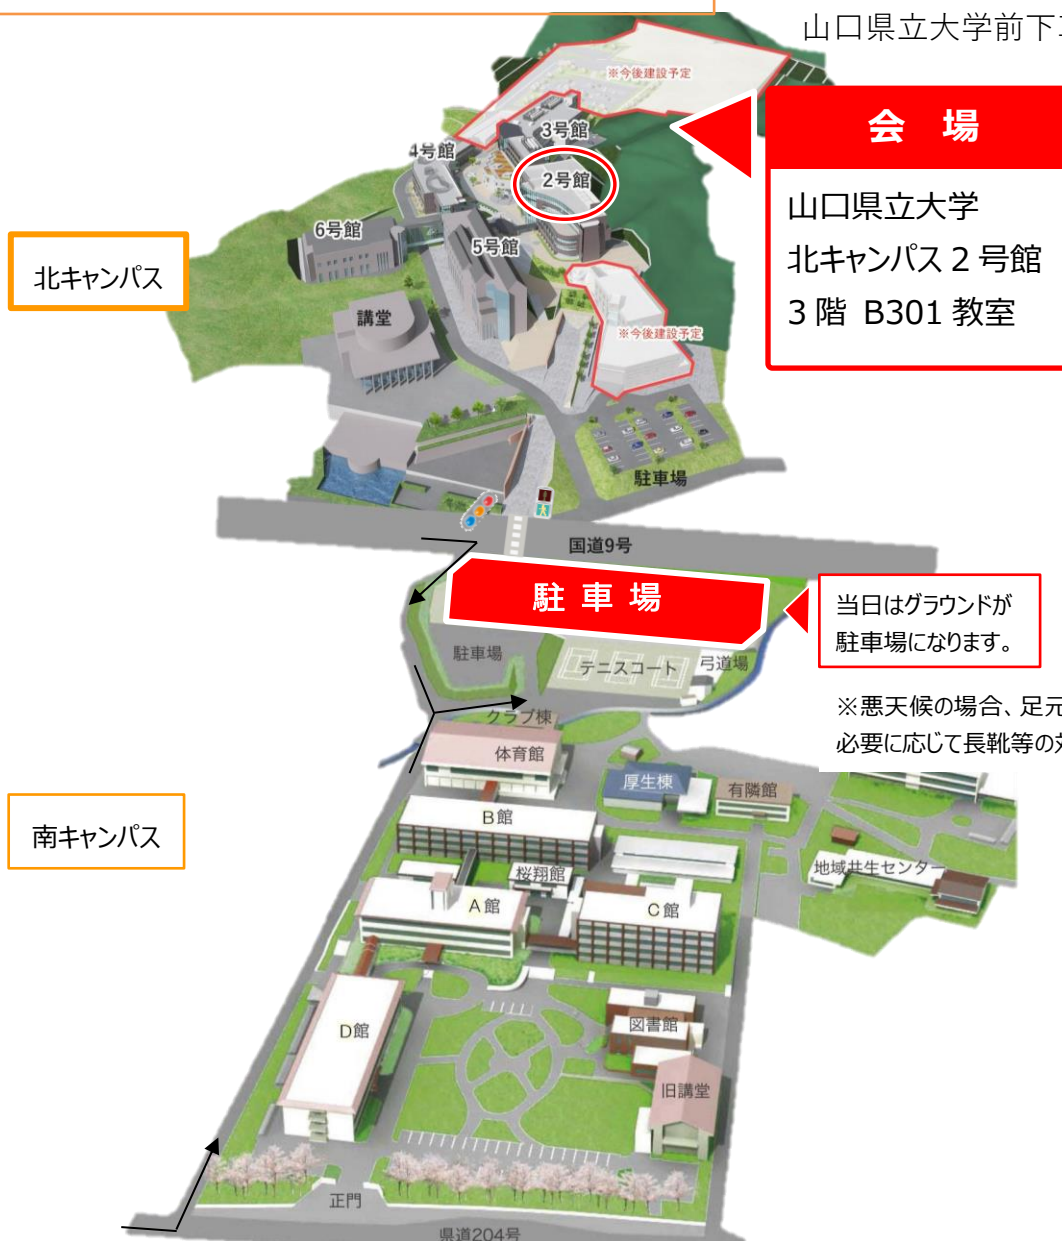 山口県立大学前下
※今後建設予定
会 場
3号館
4号館
2号館
山口県立大学
北キャンパス 2 号館
3 階 B301 教室
6号館
5号館
北キャンパス
講堂
※今後建設予定
駐車場
国道9号
駐 車 場
当日はグラウンドが
駐車場になります。
駐車場
テニスコート
弓道場
※悪天候の場合、足元
必要に応じて長靴等の
クラブ棟
体育館
厚生棟
有隣館
B館
南キャンパス
桜翔館
地域共生センター
A館
C館
D館
図書館
旧講堂
正門
県道204号